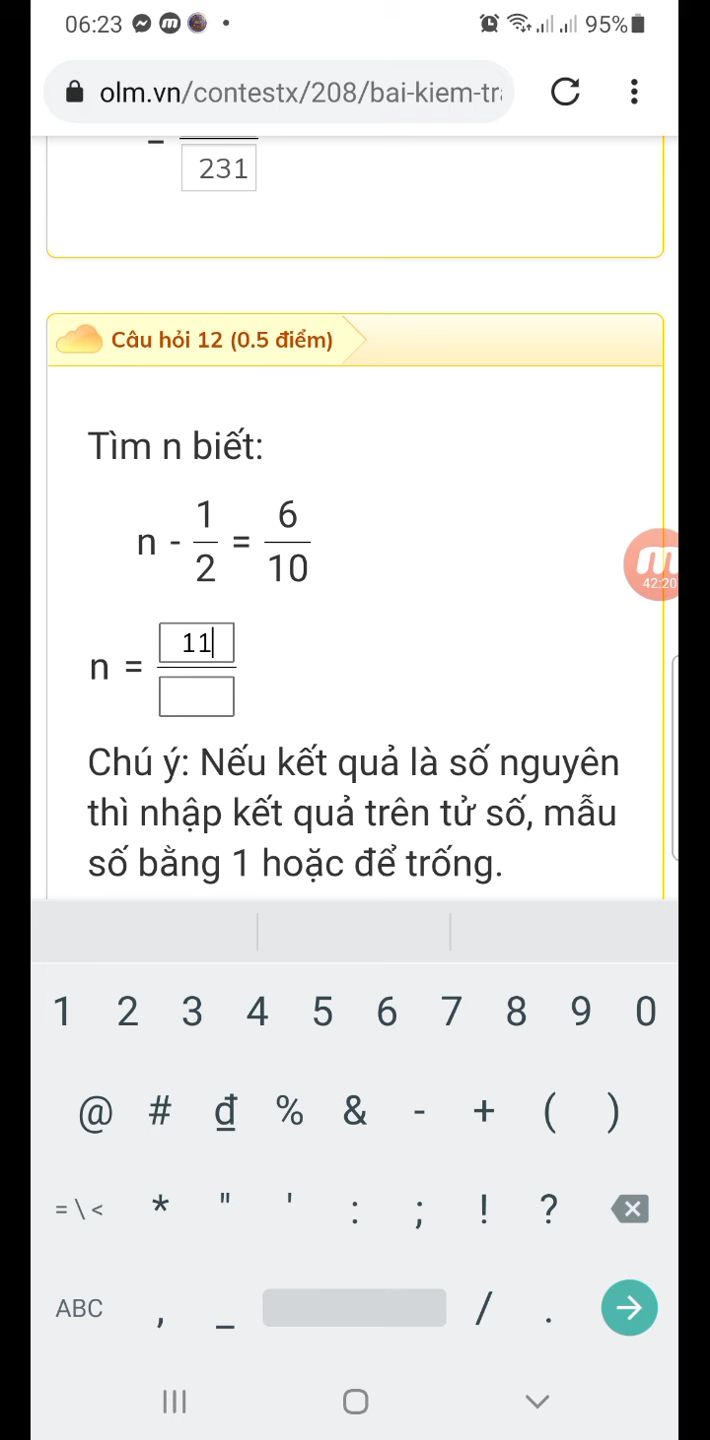 06:23 95%
olm.vn/contestx/208/bai-kiem-tr
231
Câu hỏi 12 (0.5 điểm)
Tìm n biết:
n - 1/2 = 6/10
42:20
n = 11
Chú ý: Nếu kết quả là số nguyên
thì nhập kết quả trên tử số, mẫu
số bằng 1 hoặc để trống.
1 2 3 4 5 6 7 8 9 0
@ # ₫ % & - + ( )
= \ < * " ' : ; ! ?
ABC , _ / .